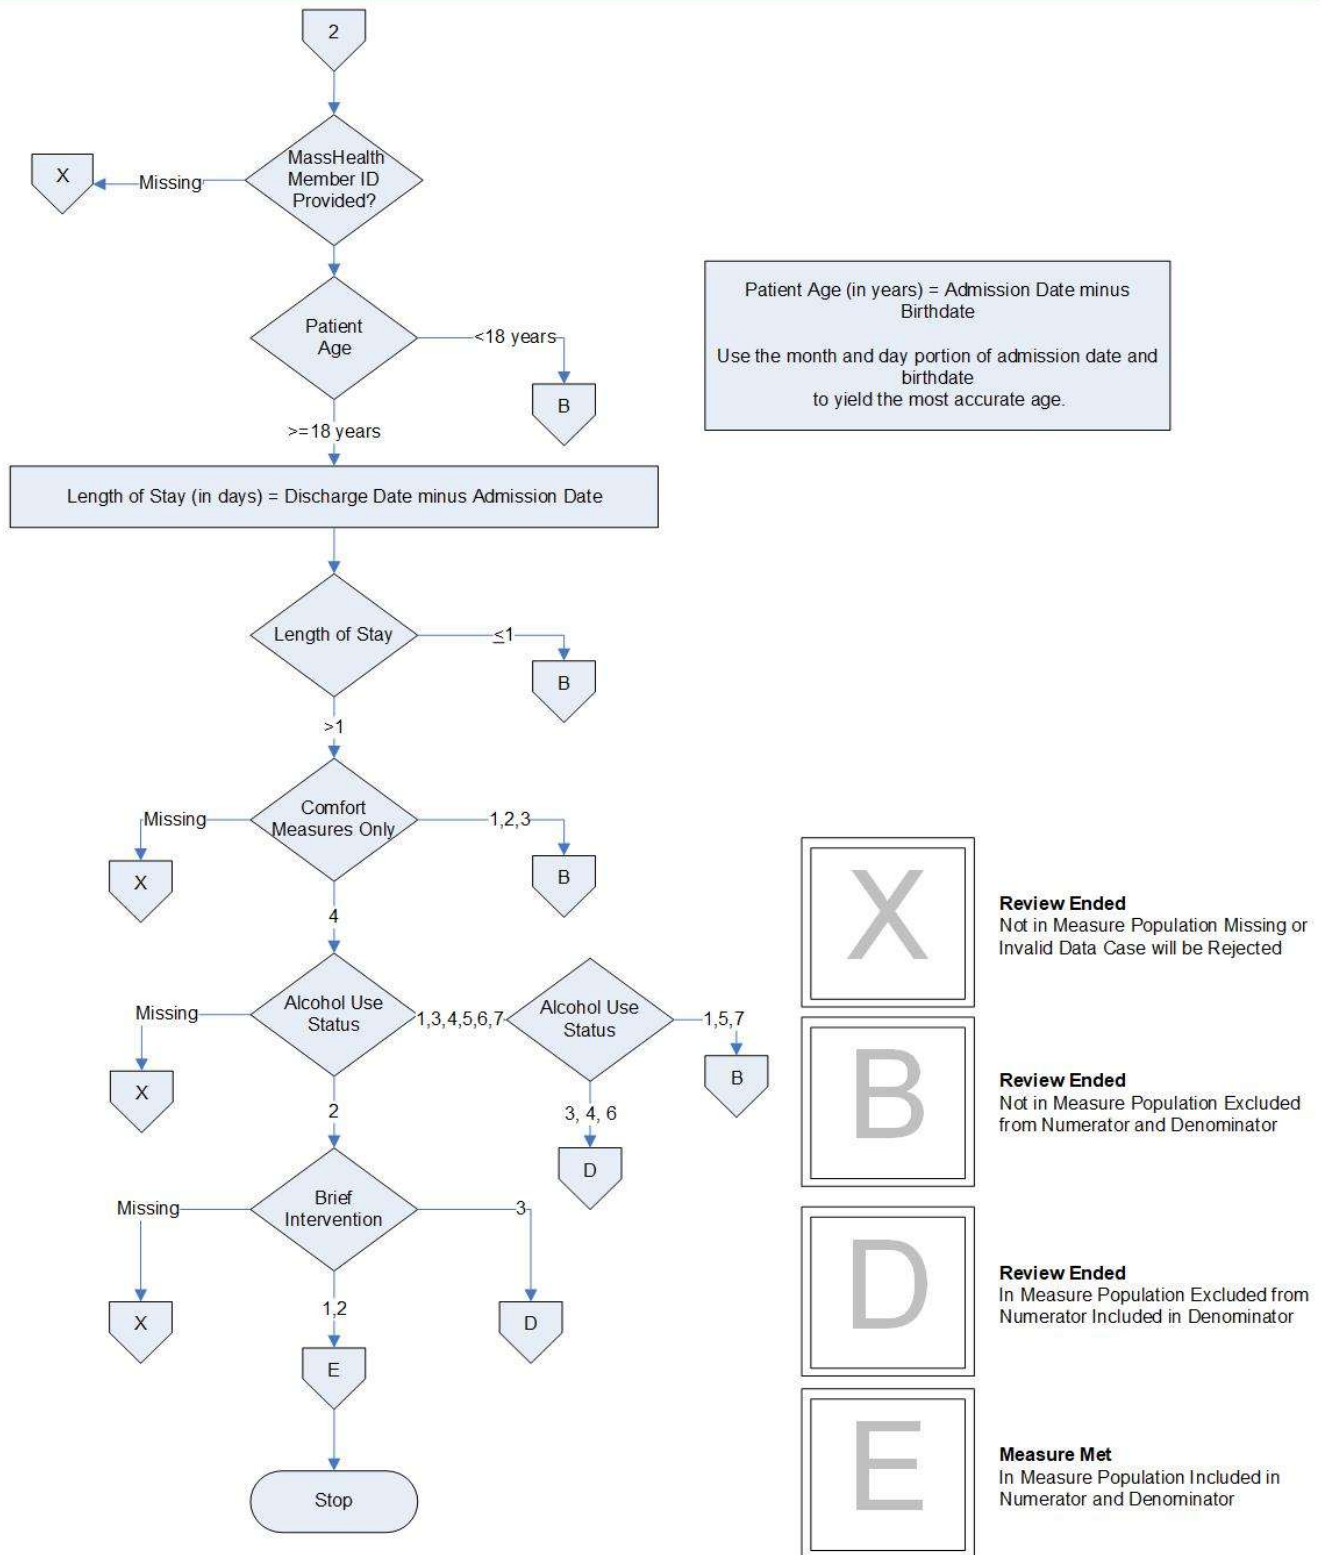 2
MassHealth
Member ID
Provided?
Missing
X
Patient
Age
<18 years
B
>=18 years
Patient Age (in years) = Admission Date minus
Birthdate
Use the month and day portion of admission date and
birthdate
to yield the most accurate age.
Length of Stay (in days) = Discharge Date minus Admission Date
Length of Stay
≤1
B
>1
Comfort
Measures Only
Missing
X
1,2,3
B
4
Alcohol Use
Status
Missing
X
1,3,4,5,6,7
Alcohol Use
Status
1,5,7
B
3, 4, 6
D
2
Brief
Intervention
Missing
X
3
D
1,2
E
Stop
X
Review Ended
Not in Measure Population Missing or
Invalid Data Case will be Rejected
B
Review Ended
Not in Measure Population Excluded
from Numerator and Denominator
D
Review Ended
In Measure Population Excluded from
Numerator Included in Denominator
E
Measure Met
In Measure Population Included in
Numerator and Denominator